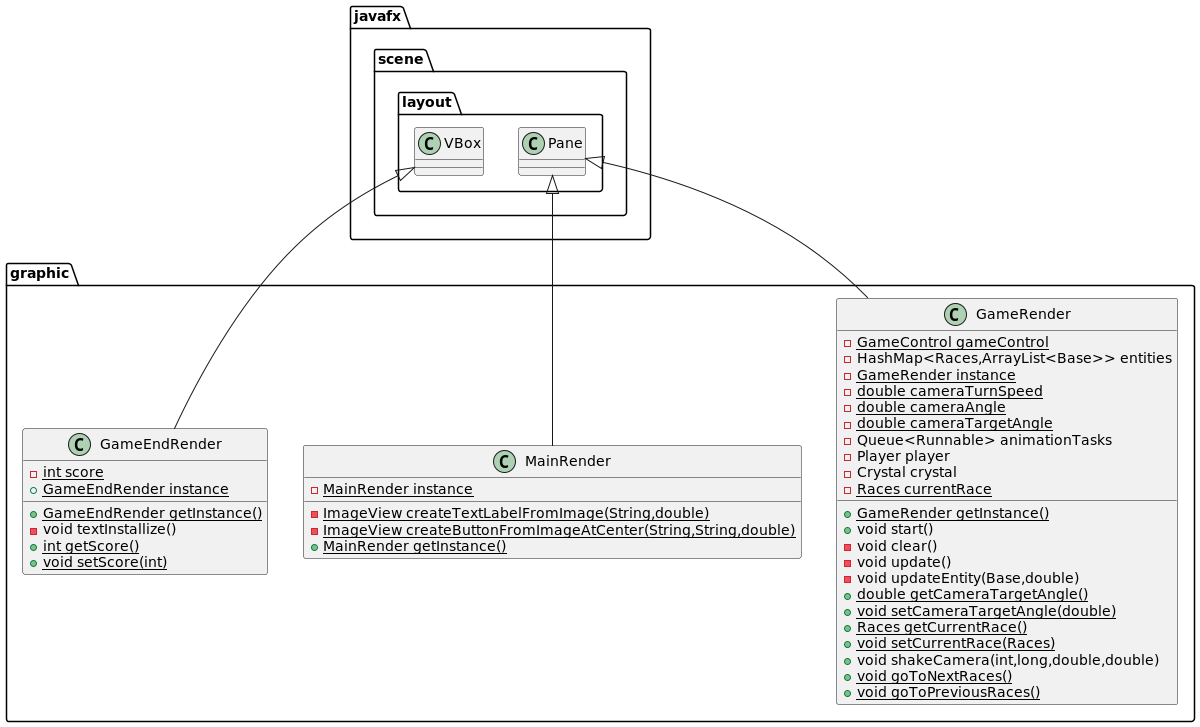 javafx
scene
layout
C VBox
C Pane
graphic
C GameRender
GameControl gameControl
HashMap<Races,ArrayList<Base>> entities
GameRender instance
double cameraTurnSpeed
double cameraAngle
double cameraTargetAngle
Queue<Runnable> animationTasks
Player player
Crystal crystal
Races currentRace
GameRender getInstance()
void start()
void clear()
void update()
void updateEntity(Base,double)
double getCameraTargetAngle()
void setCameraTargetAngle(double)
Races getCurrentRace()
void setCurrentRace(Races)
void shakeCamera(int,long,double,double)
void goToNextRaces()
void goToPreviousRaces()
C GameEndRender
int score
GameEndRender instance
GameEndRender getInstance()
void textInstallize()
int getScore()
void setScore(int)
C MainRender
MainRender instance
ImageView createTextLabelFromImage(String,double)
ImageView createButtonFromImageAtCenter(String,String,double)
MainRender getInstance()